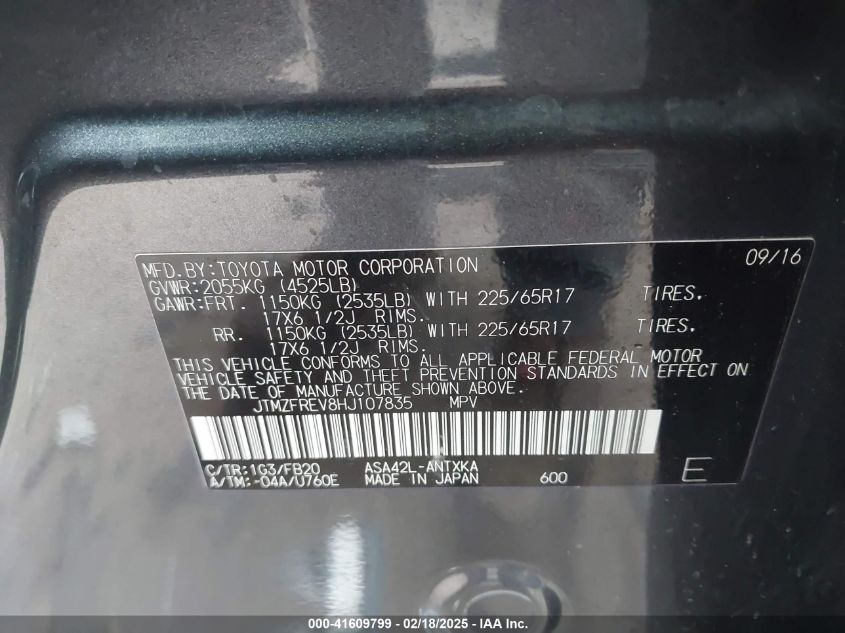 MFD.BY:TOYOTA MOTOR CORPORATION 09/16
GVWR:2055KG (4525LB)
GAWR:FRT. 1150KG (2535LB) WITH 225/65R17 TIRES.
17X6 1/2J RIMS.
RR. 1150KG (2535LB) WITH 225/65R17 TIRES.
17X6 1/2J RIMS.
THIS VEHICLE CONFORMS TO ALL APPLICABLE FEDERAL MOTOR
VEHICLE SAFETY AND THEFT PREVENTION STANDARDS IN EFFECT ON
THE DATE OF MANUFACTURE SHOWN ABOVE.
JTMZFREV8HJ107835 MPV
C/TR:1G3/FB20 ASA42L-ANTXKA
A/TM:-04A/U760E MADE IN JAPAN 600 E
000-41609799 - 02/18/2025 - IAA Inc.